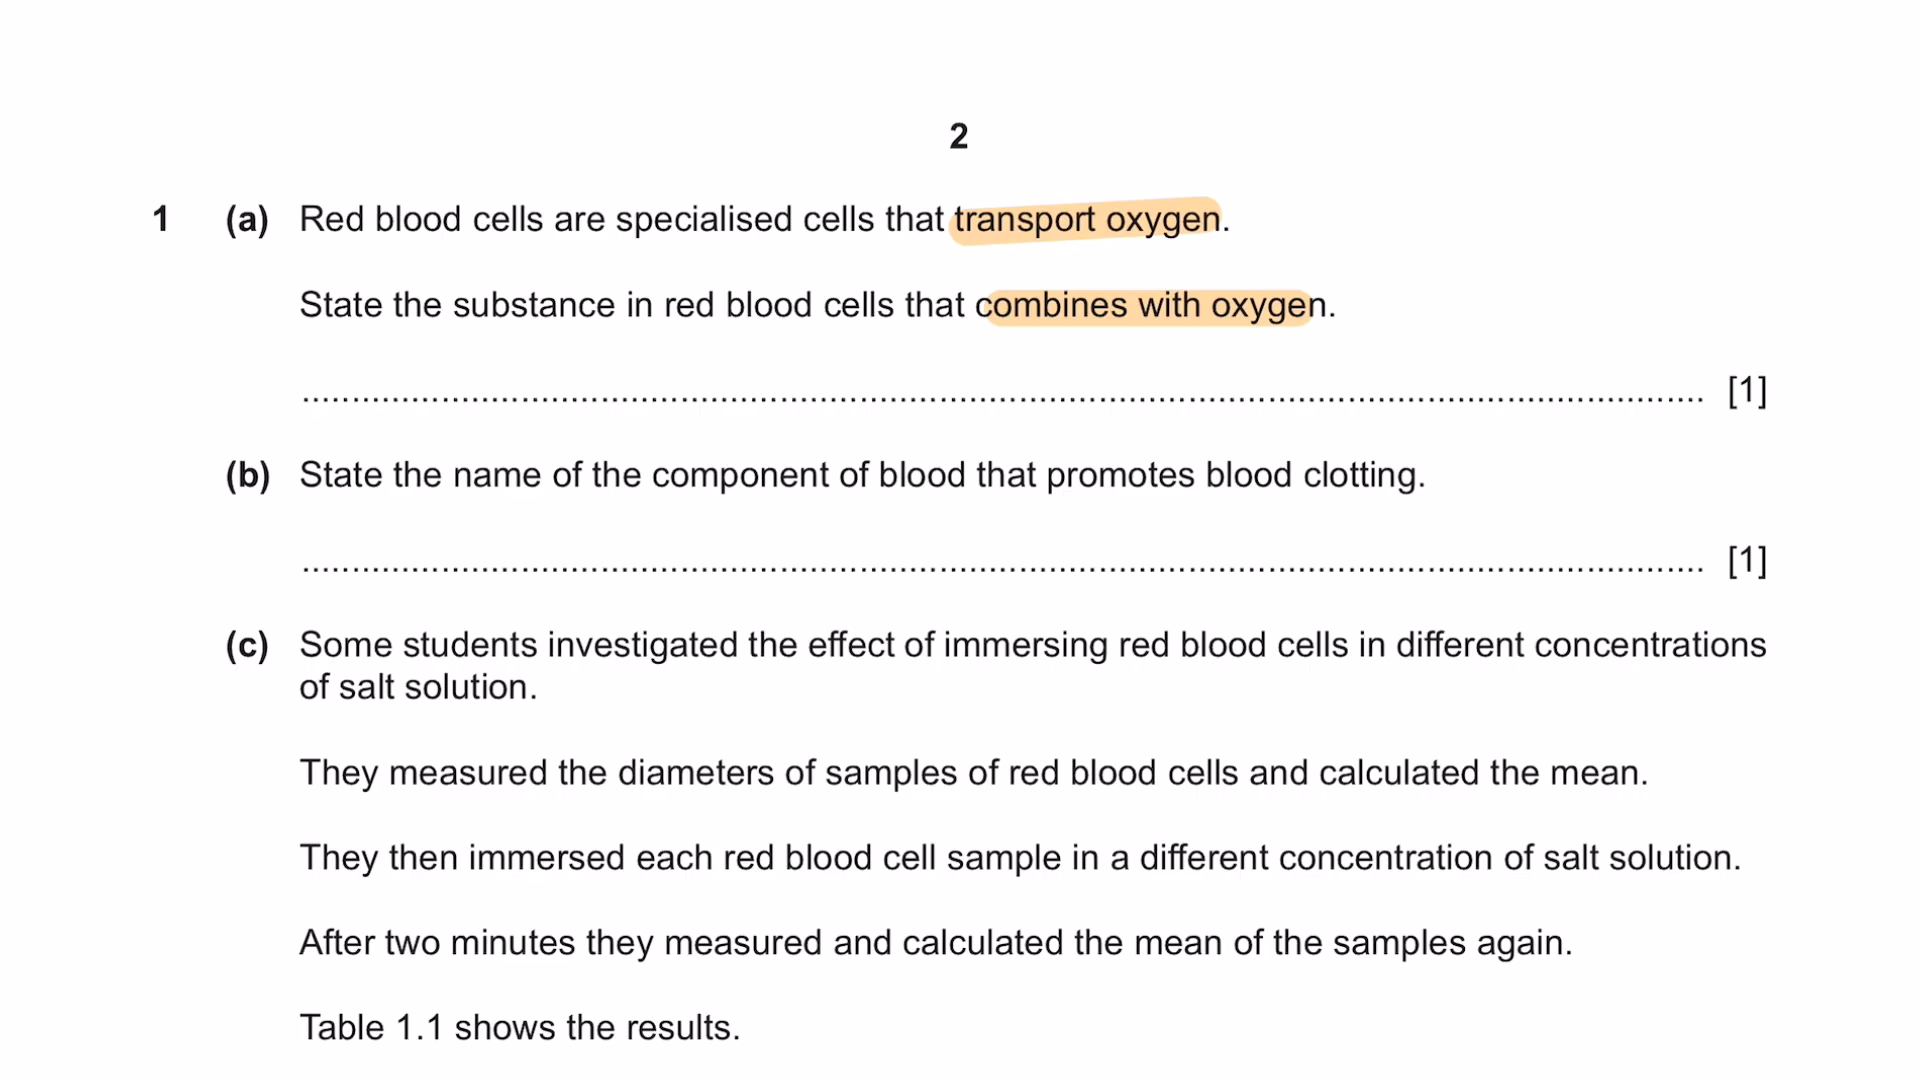 2
1 (a) Red blood cells are specialised cells that transport oxygen.
State the substance in red blood cells that combines with oxygen.
.......................................................................................................................................... [1]
(b) State the name of the component of blood that promotes blood clotting.
.......................................................................................................................................... [1]
(c) Some students investigated the effect of immersing red blood cells in different concentrations
of salt solution.
They measured the diameters of samples of red blood cells and calculated the mean.
They then immersed each red blood cell sample in a different concentration of salt solution.
After two minutes they measured and calculated the mean of the samples again.
Table 1.1 shows the results.